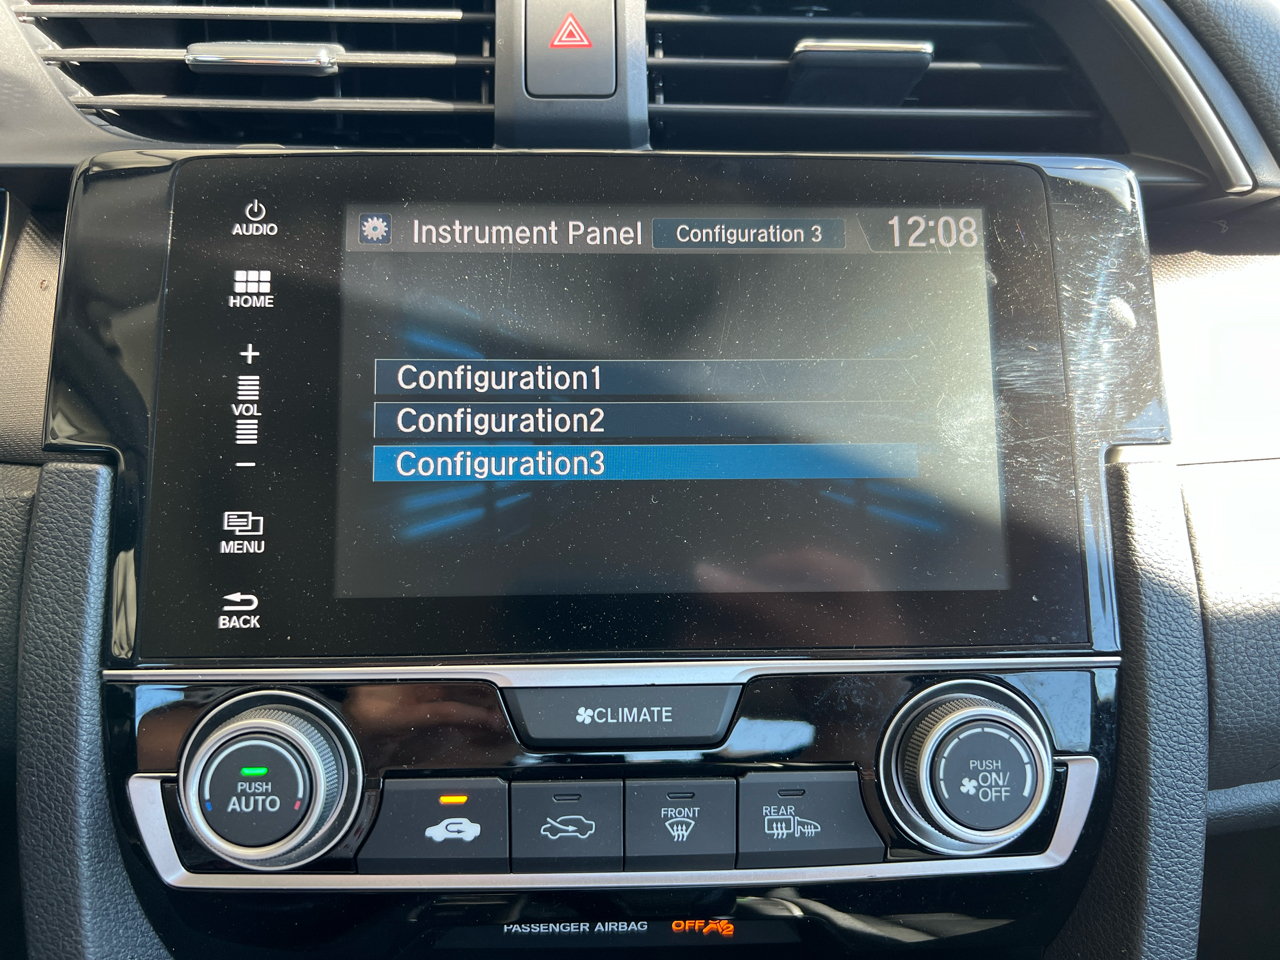 AUDIO
HOME
+
VOL
−
MENU
BACK
Instrument Panel
Configuration 3
12:08
Configuration1
Configuration2
Configuration3
CLIMATE
PUSH
AUTO
FRONT
REAR
PUSH
ON/
OFF
PASSENGER AIRBAG OFF 2